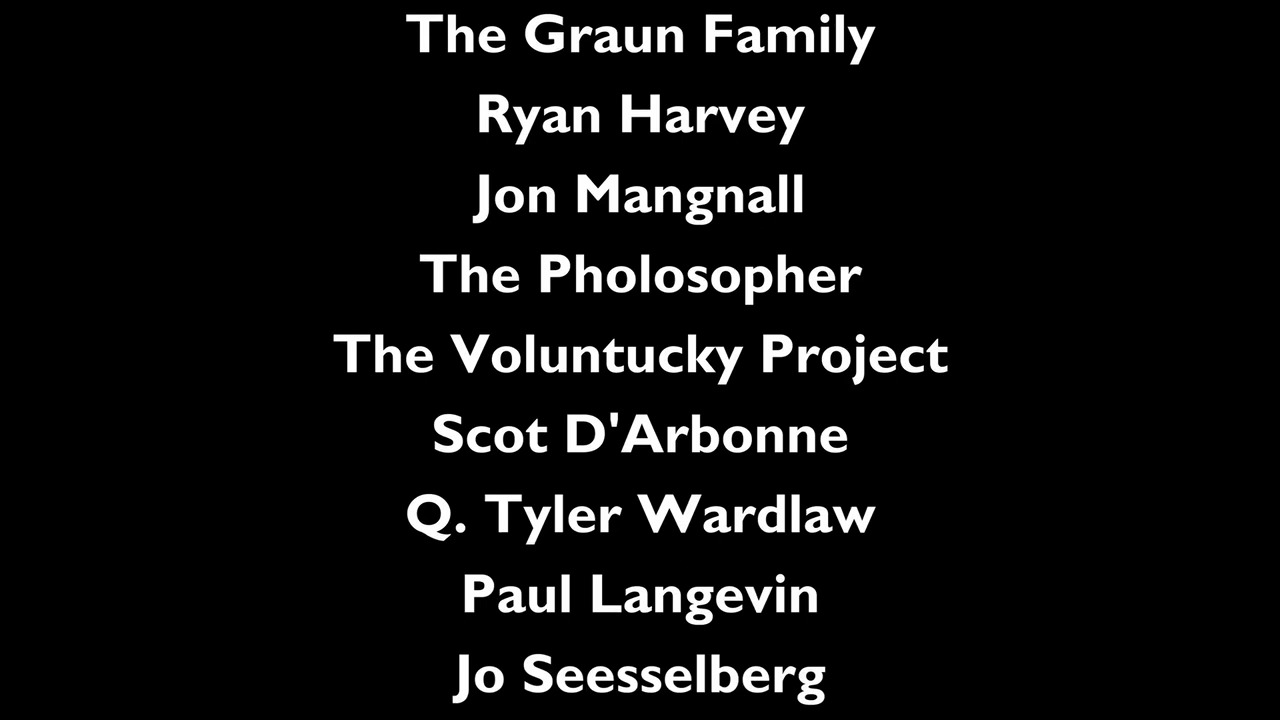 The Graun Family
Ryan Harvey
Jon Mangnall
The Pholosopher
The Voluntucky Project
Scot D'Arbonne
Q. Tyler Wardlaw
Paul Langevin
Jo Seesselberg